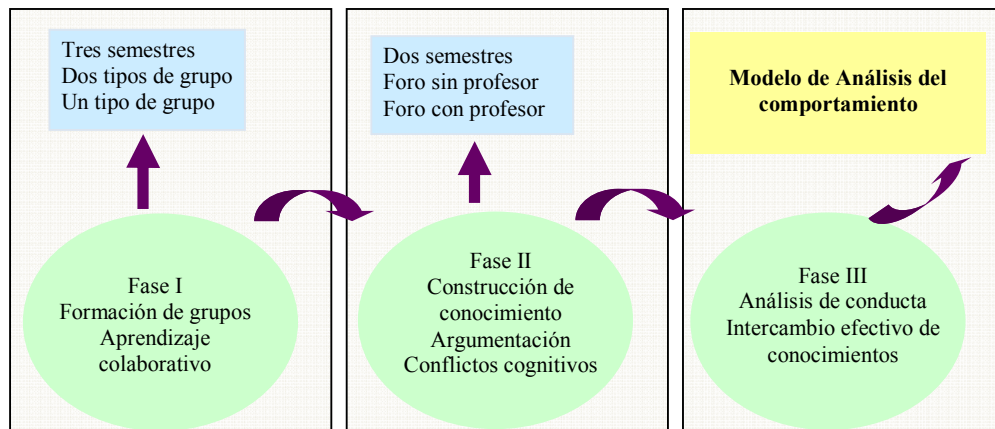 Tres semestres
Dos tipos de grupo
Un tipo de grupo
Fase I
Formación de grupos
Aprendizaje
colaborativo
Dos semestres
Foro sin profesor
Foro con profesor
Fase II
Construcción de
conocimiento
Argumentación
Conflictos cognitivos
Modelo de Análisis del
comportamiento
Fase III
Análisis de conducta
Intercambio efectivo de
conocimientos